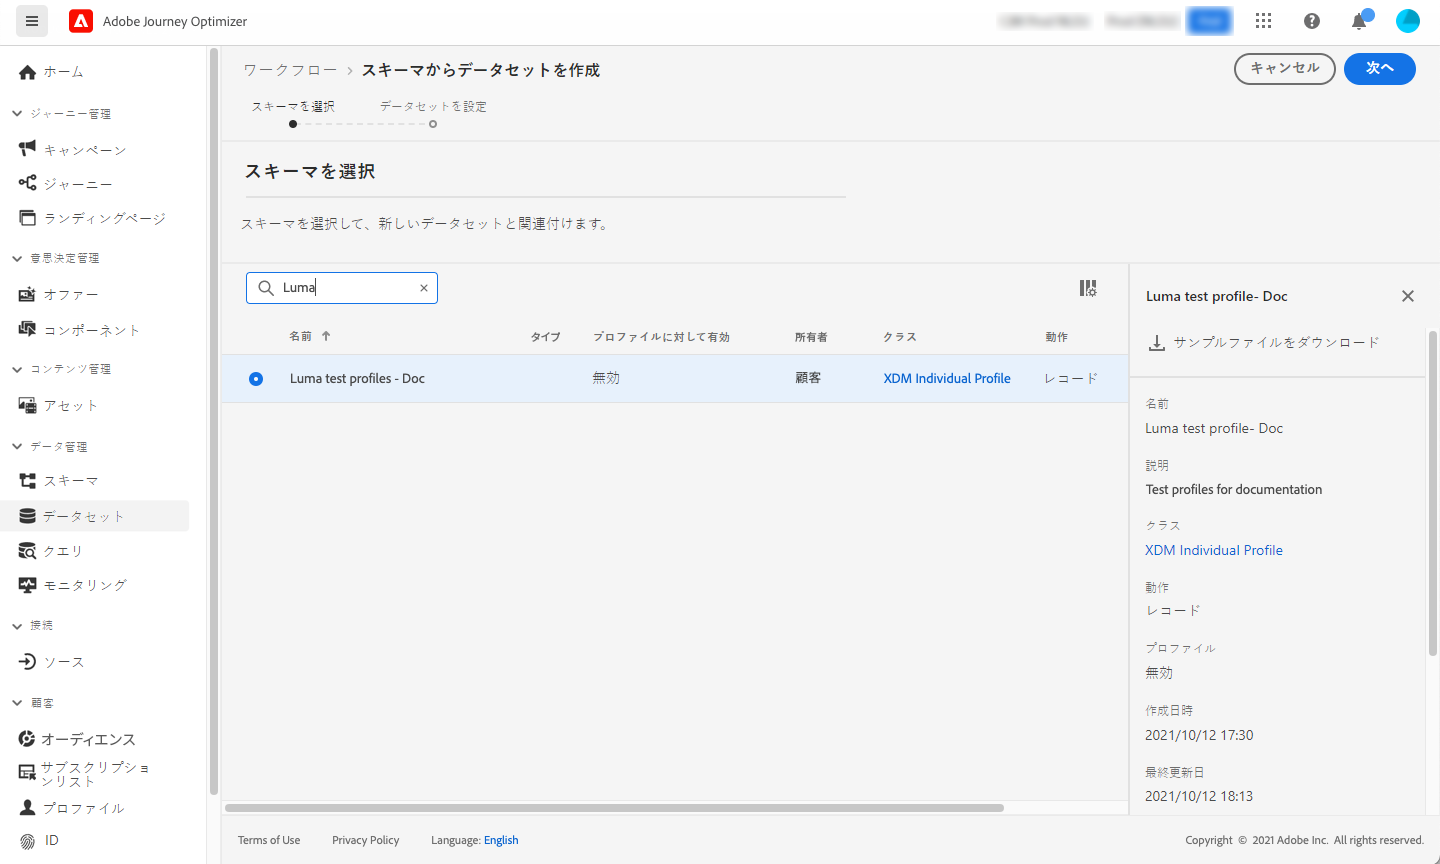 Adobe Journey Optimizer
ホーム
ジャーニー管理
キャンペーン
ジャーニー
ランディングページ
意思決定管理
オファー
コンポーネント
コンテンツ管理
アセット
データ管理
スキーマ
データセット
クエリ
モニタリング
接続
ソース
顧客
オーディエンス
サブスクリプショ
ンリスト
プロファイル
ID
ワークフロー > スキーマからデータセットを作成
キャンセル
次へ
スキーマを選択 データセットを設定
スキーマを選択
スキーマを選択して、新しいデータセットと関連付けます。
Luma
名前 タイプ プロファイルに対して有効 所有者 クラス 動作
Luma test profiles - Doc 無効 顧客 XDM Individual Profile レコード
Luma test profile- Doc
サンプルファイルをダウンロード
名前
Luma test profile- Doc
説明
Test profiles for documentation
クラス
XDM Individual Profile
動作
レコード
プロファイル
無効
作成日時
2021/10/12 17:30
最終更新日
2021/10/12 18:13
Terms of Use Privacy Policy Language: English Copyright © 2021 Adobe Inc. All rights reserved.